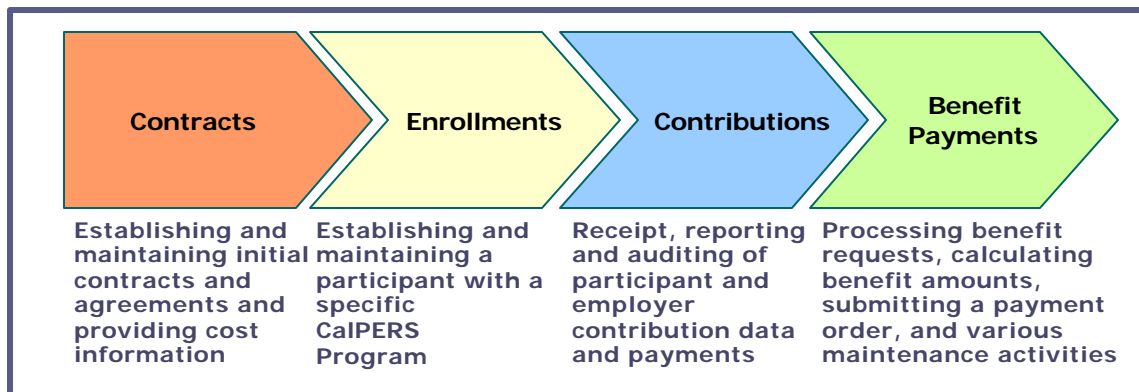 Contracts
Enrollments
Contributions
Benefit
Payments
Establishing and
maintaining initial
contracts and
agreements and
providing cost
information
Establishing and
maintaining a
participant with a
specific
CalPERS
Program
Receipt, reporting
and auditing of
participant and
employer
contribution data
and payments
Processing benefit
requests, calculating
benefit amounts,
submitting a payment
order, and various
maintenance activities